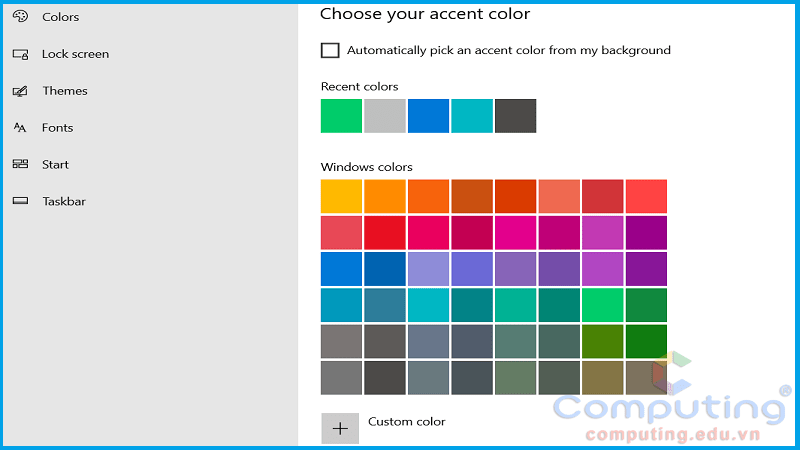 Colors
Lock screen
Themes
Fonts
Start
Taskbar
Choose your accent color
Automatically pick an accent color from my background
Recent colors
Windows colors
Custom color
Computing®
computing.edu.vn